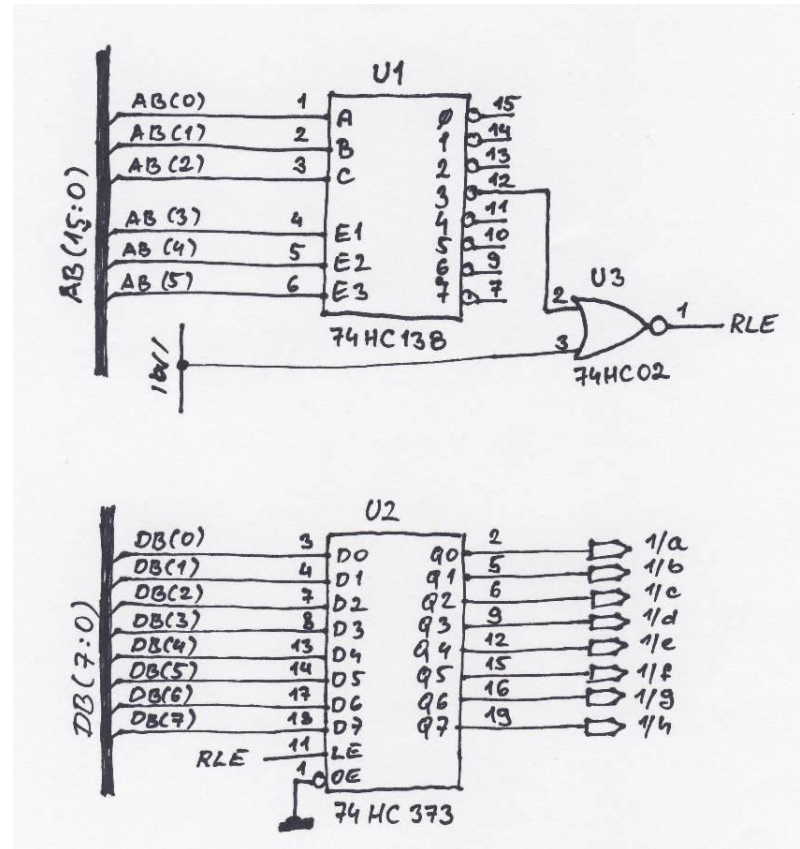 U1
AB(15:0)
AB(0) 1 A Ø 15
AB(1) 2 B 1 14
AB(2) 3 C 2 13
3 12
AB(3) 4 E1 4 11
AB(4) 5 E2 5 10
AB(5) 6 E3 6 9
7 7
74HC138
U3
2
3
1 RLE
74HC02
U2
DB(7:0)
DB(0) 3 D0 Q0 2 1/a
DB(1) 4 D1 Q1 5 1/b
DB(2) 7 D2 Q2 6 1/c
DB(3) 8 D3 Q3 9 1/d
DB(4) 13 D4 Q4 12 1/e
DB(5) 14 D5 Q5 15 1/f
DB(6) 17 D6 Q6 16 1/g
DB(7) 18 D7 Q7 19 1/h
RLE 11 LE
1 OE
74HC373